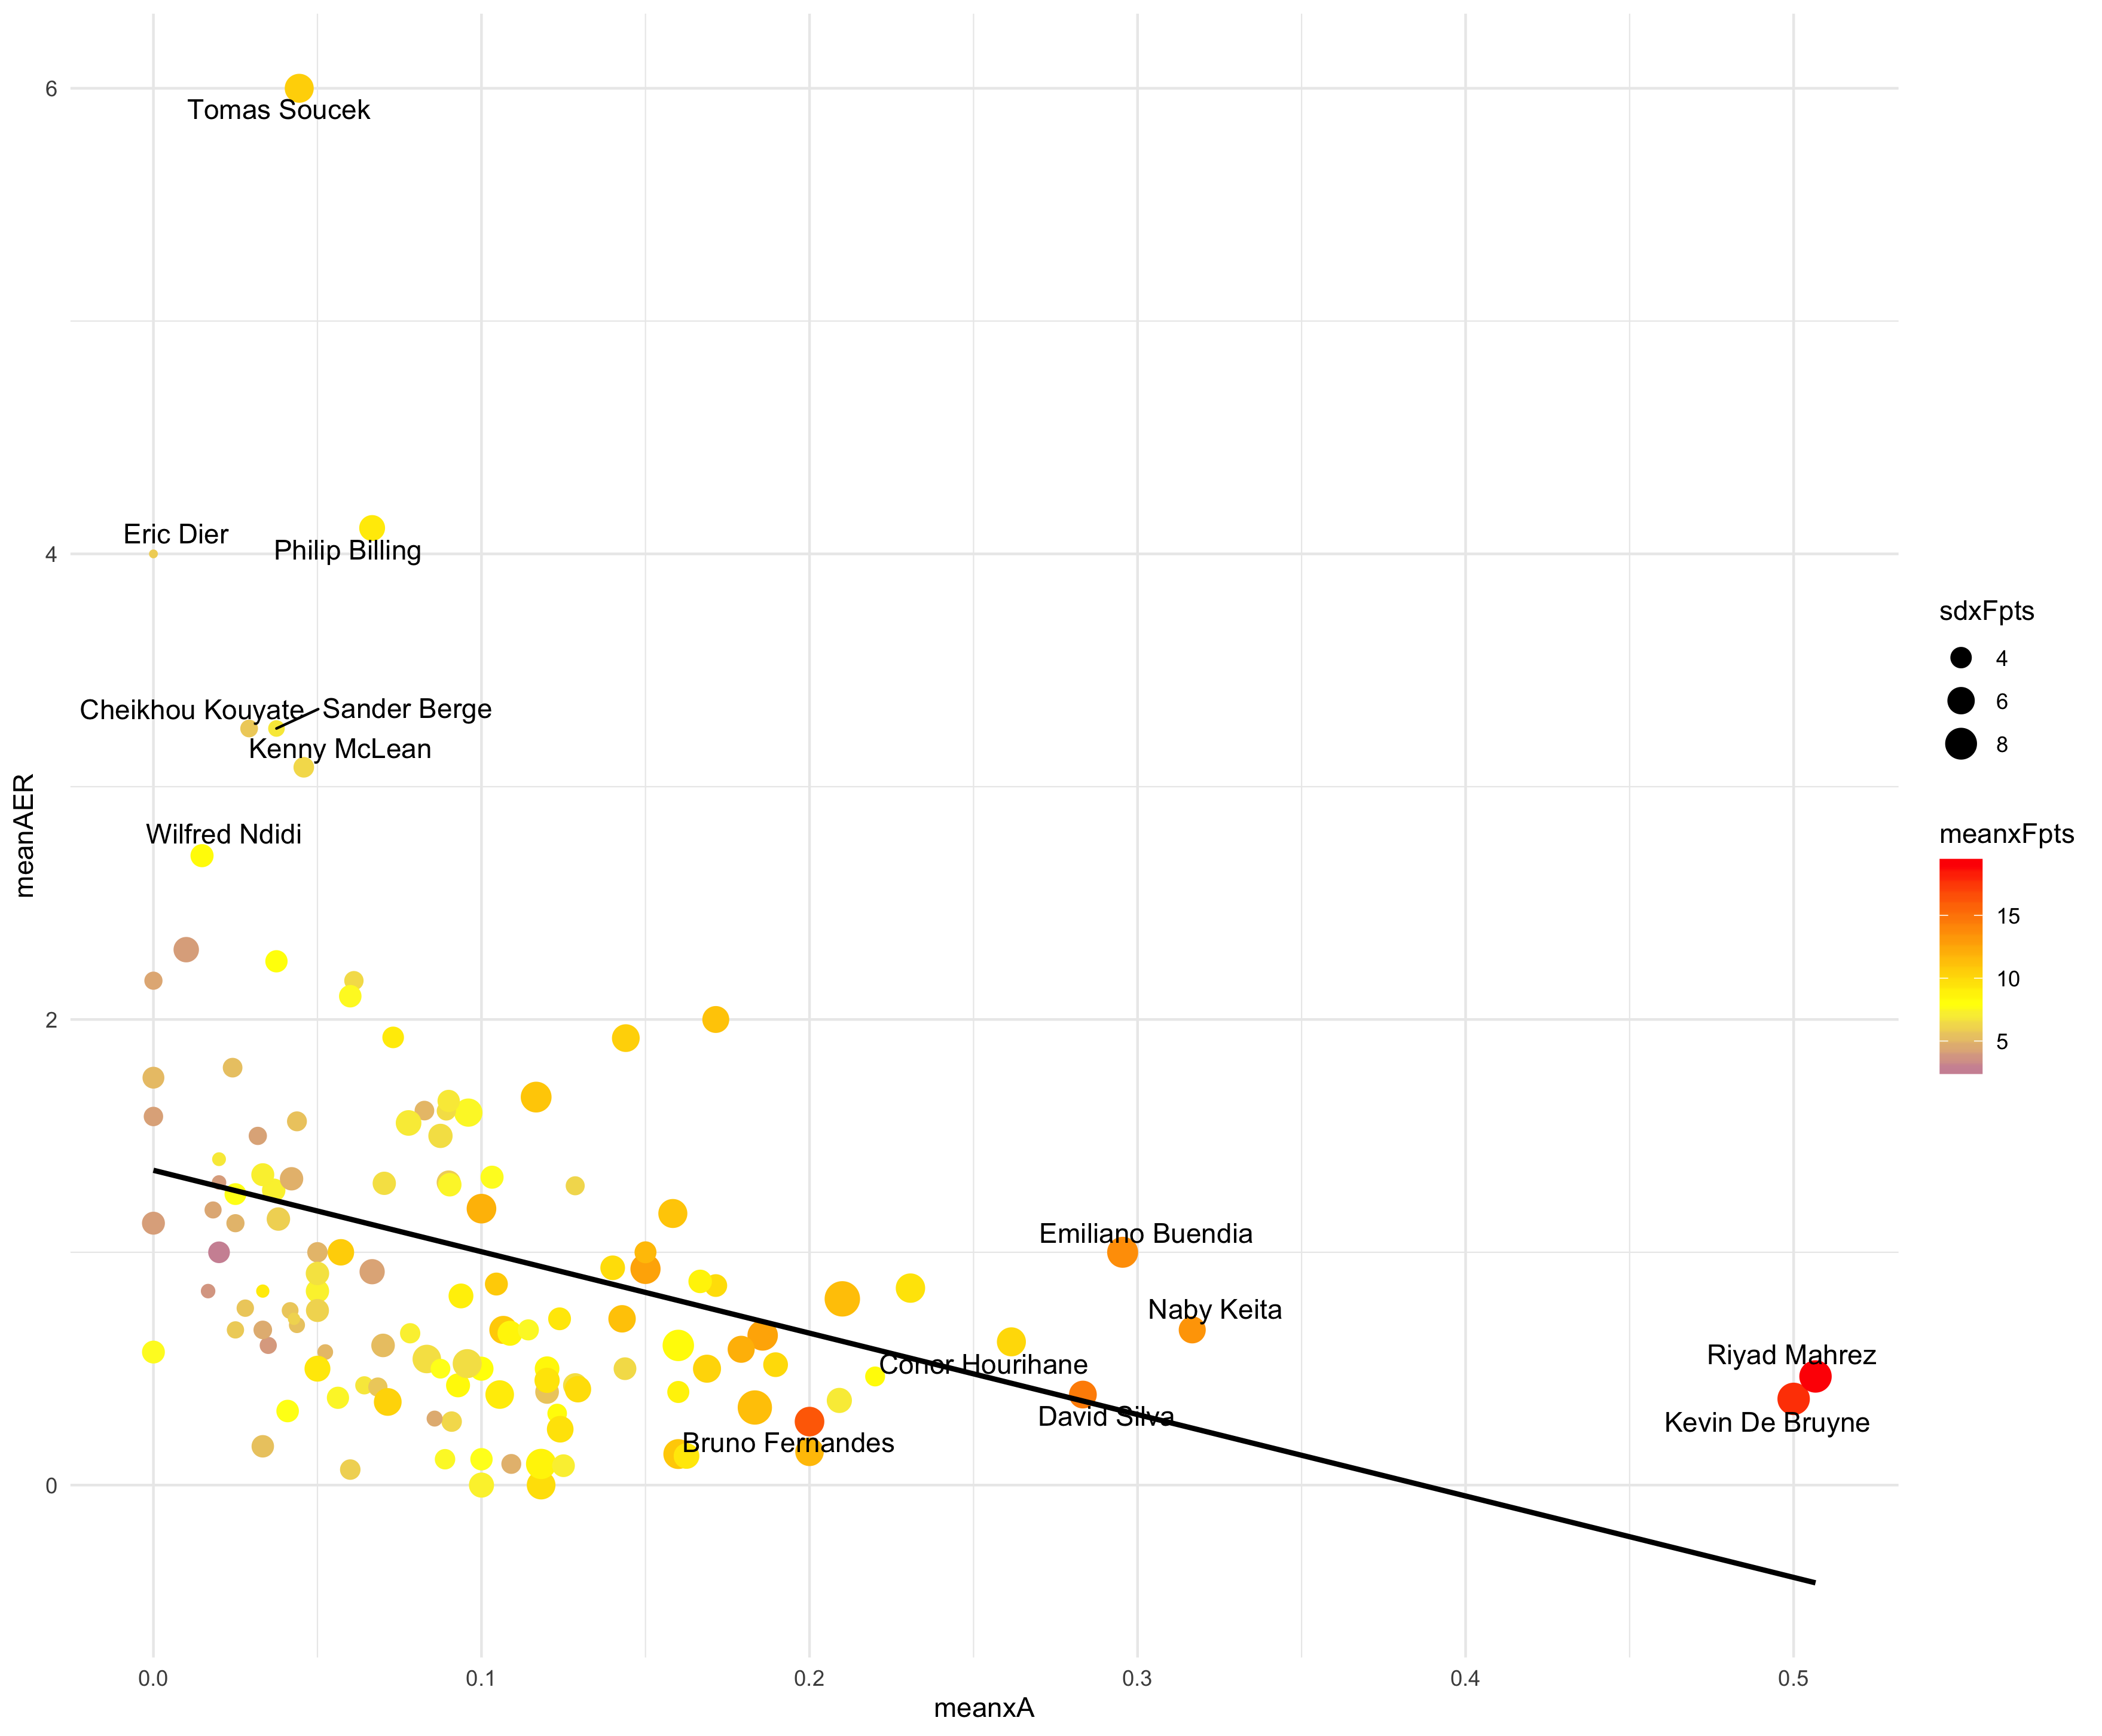 6
Tomas Soucek
Eric Dier
4
Philip Billing
sdxFpts
4
6
8
Cheikhou Kouyate
Sander Berge
Kenny McLean
meanAER
Wilfred Ndidi
meanxFpts
15
10
5
2
Emiliano Buendia
Naby Keita
Riyad Mahrez
Conor Hourihane
David Silva
Kevin De Bruyne
Bruno Fernandes
0
0.0
0.1
0.2
0.3
0.4
0.5
meanxA